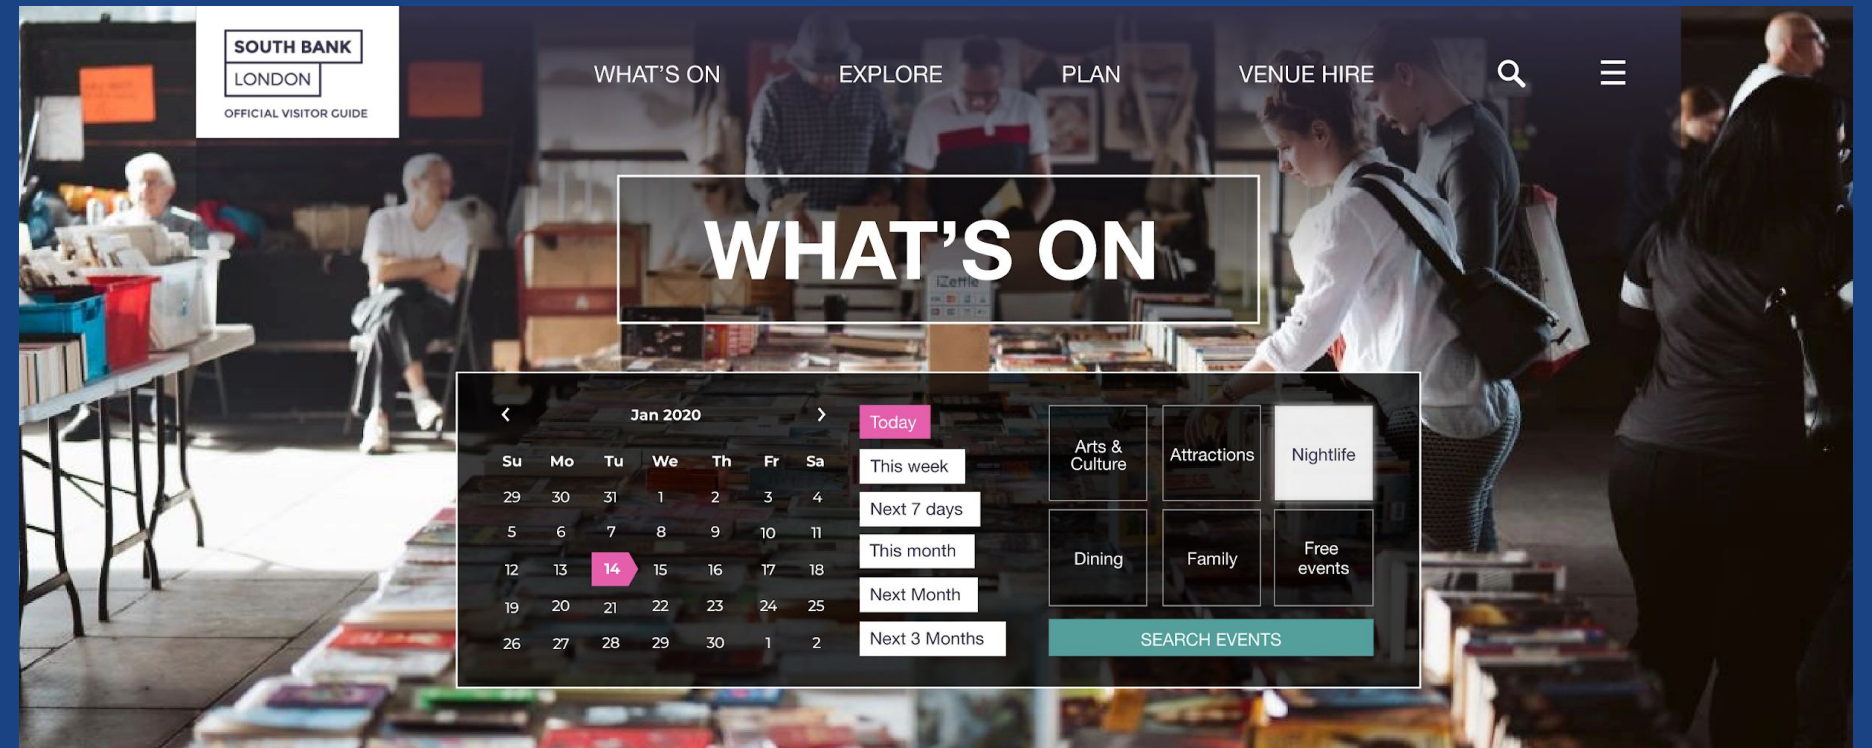 SOUTH BANK
LONDON
OFFICIAL VISITOR GUIDE
WHAT'S ON EXPLORE PLAN VENUE HIRE
WHAT'S ON
iZettle
Jan 2020
Su Mo Tu We Th Fr Sa
29 30 31 1 2 3 4
5 6 7 8 9 10 11
12 13 14 15 16 17 18
19 20 21 22 23 24 25
26 27 28 29 30 1 2
Today
This week
Next 7 days
This month
Next Month
Next 3 Months
Arts &
Culture
Attractions
Nightlife
Dining
Family
Free
events
SEARCH EVENTS